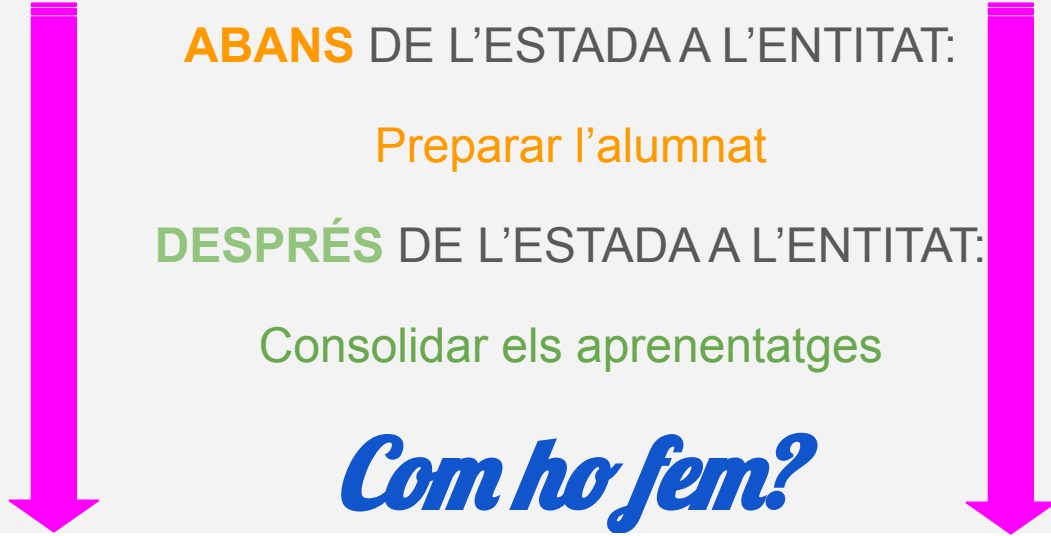 ABANS DE L’ESTADA A L’ENTITAT:
Preparar l’alumnat
DESPRÉS DE L’ESTADA A L’ENTITAT:
Consolidar els aprenentatges
Com ho fem?